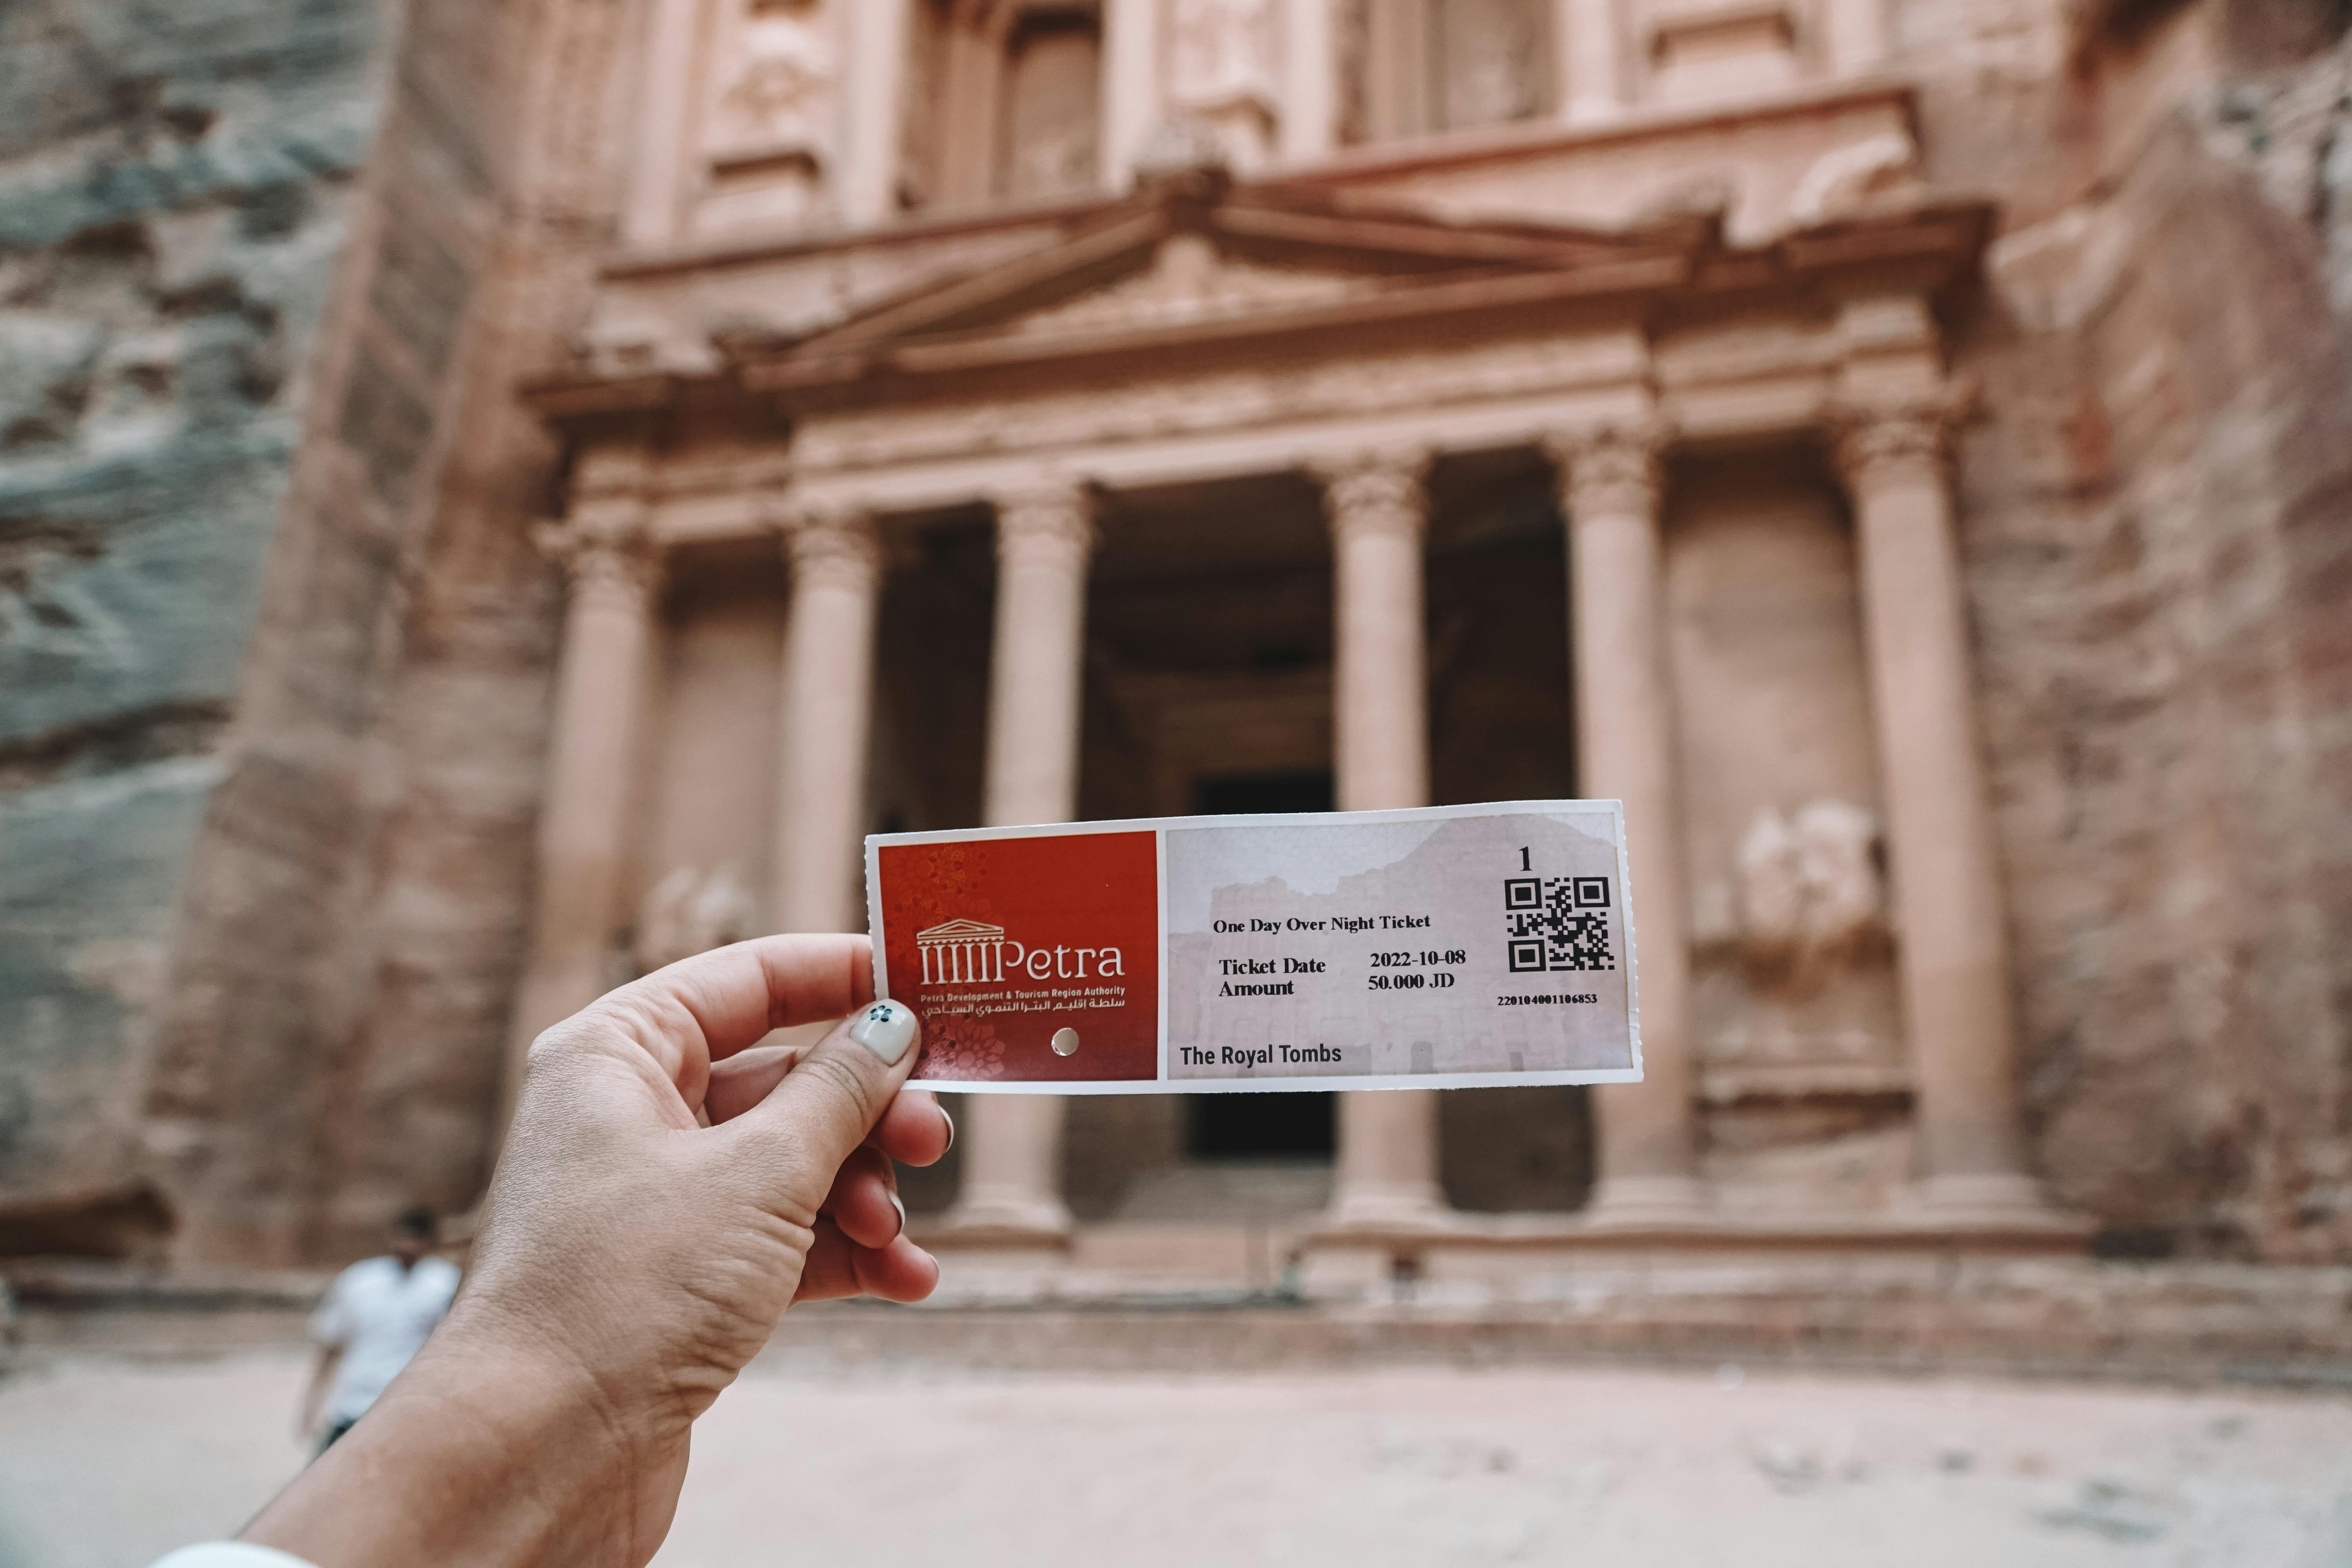 Petra
Petra Development & Tourism Region Authority
سلطة إقليم البترا التنموي السياحي
1
One Day Over Night Ticket
Ticket Date 2022-10-08
Amount 50.000 JD
220104001106853
The Royal Tombs